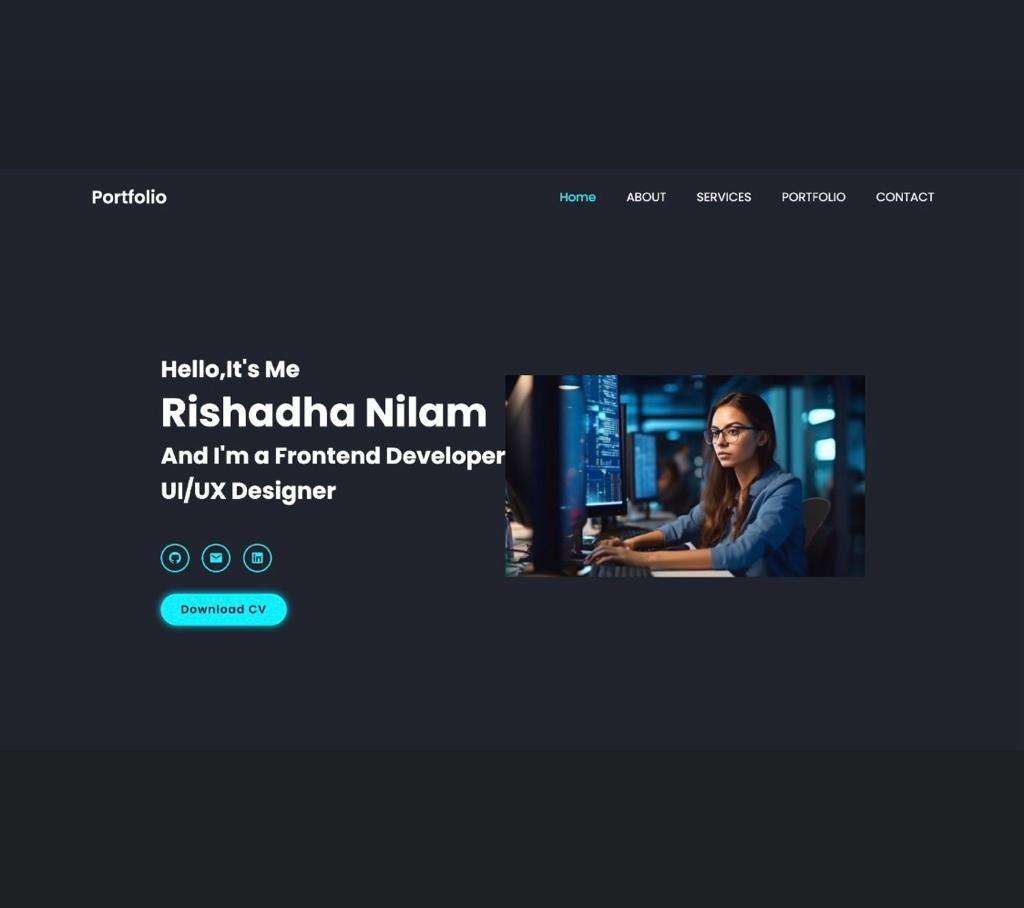 Portfolio
Home ABOUT SERVICES PORTFOLIO CONTACT
Hello,It's Me
Rishadha Nilam
And I'm a Frontend Developer
UI/UX Designer
in
Download CV